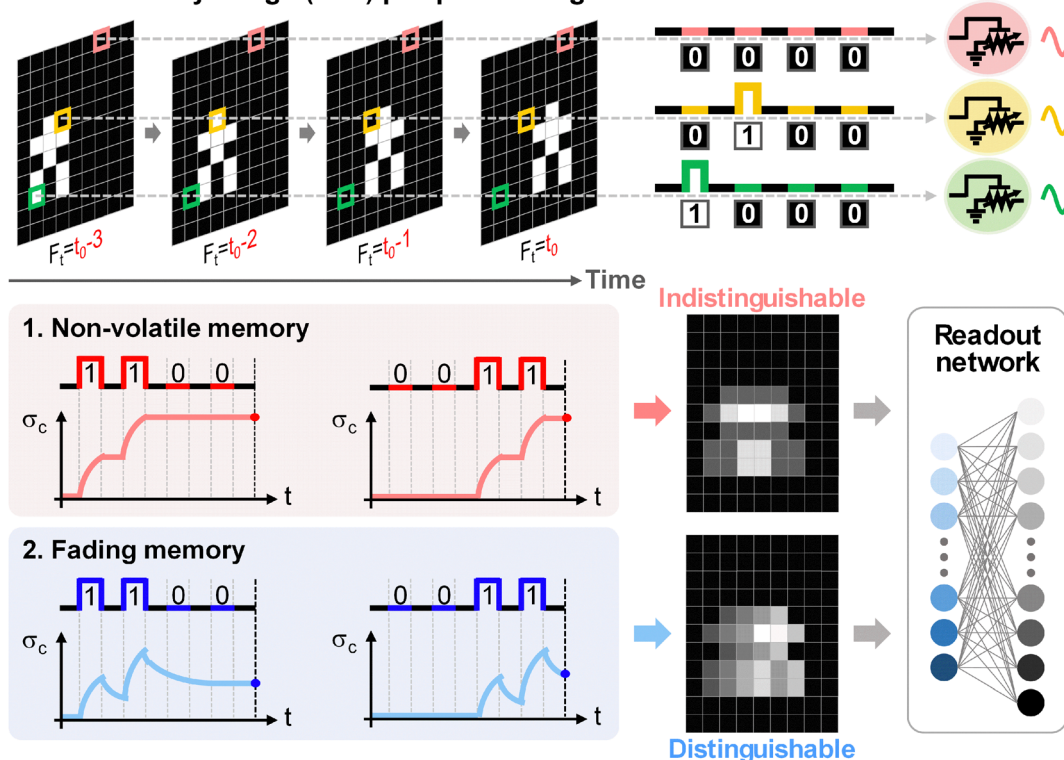 0 0 0 0
0 1 0 0
1 0 0 0
Fₜ=t₀-3
Fₜ=t₀-2
Fₜ=t₀-1
Fₜ=t₀
Time
1. Non-volatile memory
1 1 0 0
σc
t
0 0 1 1
t
2. Fading memory
1 1 0 0
σc
t
0 0 1 1
t
Indistinguishable
Distinguishable
Readout
network